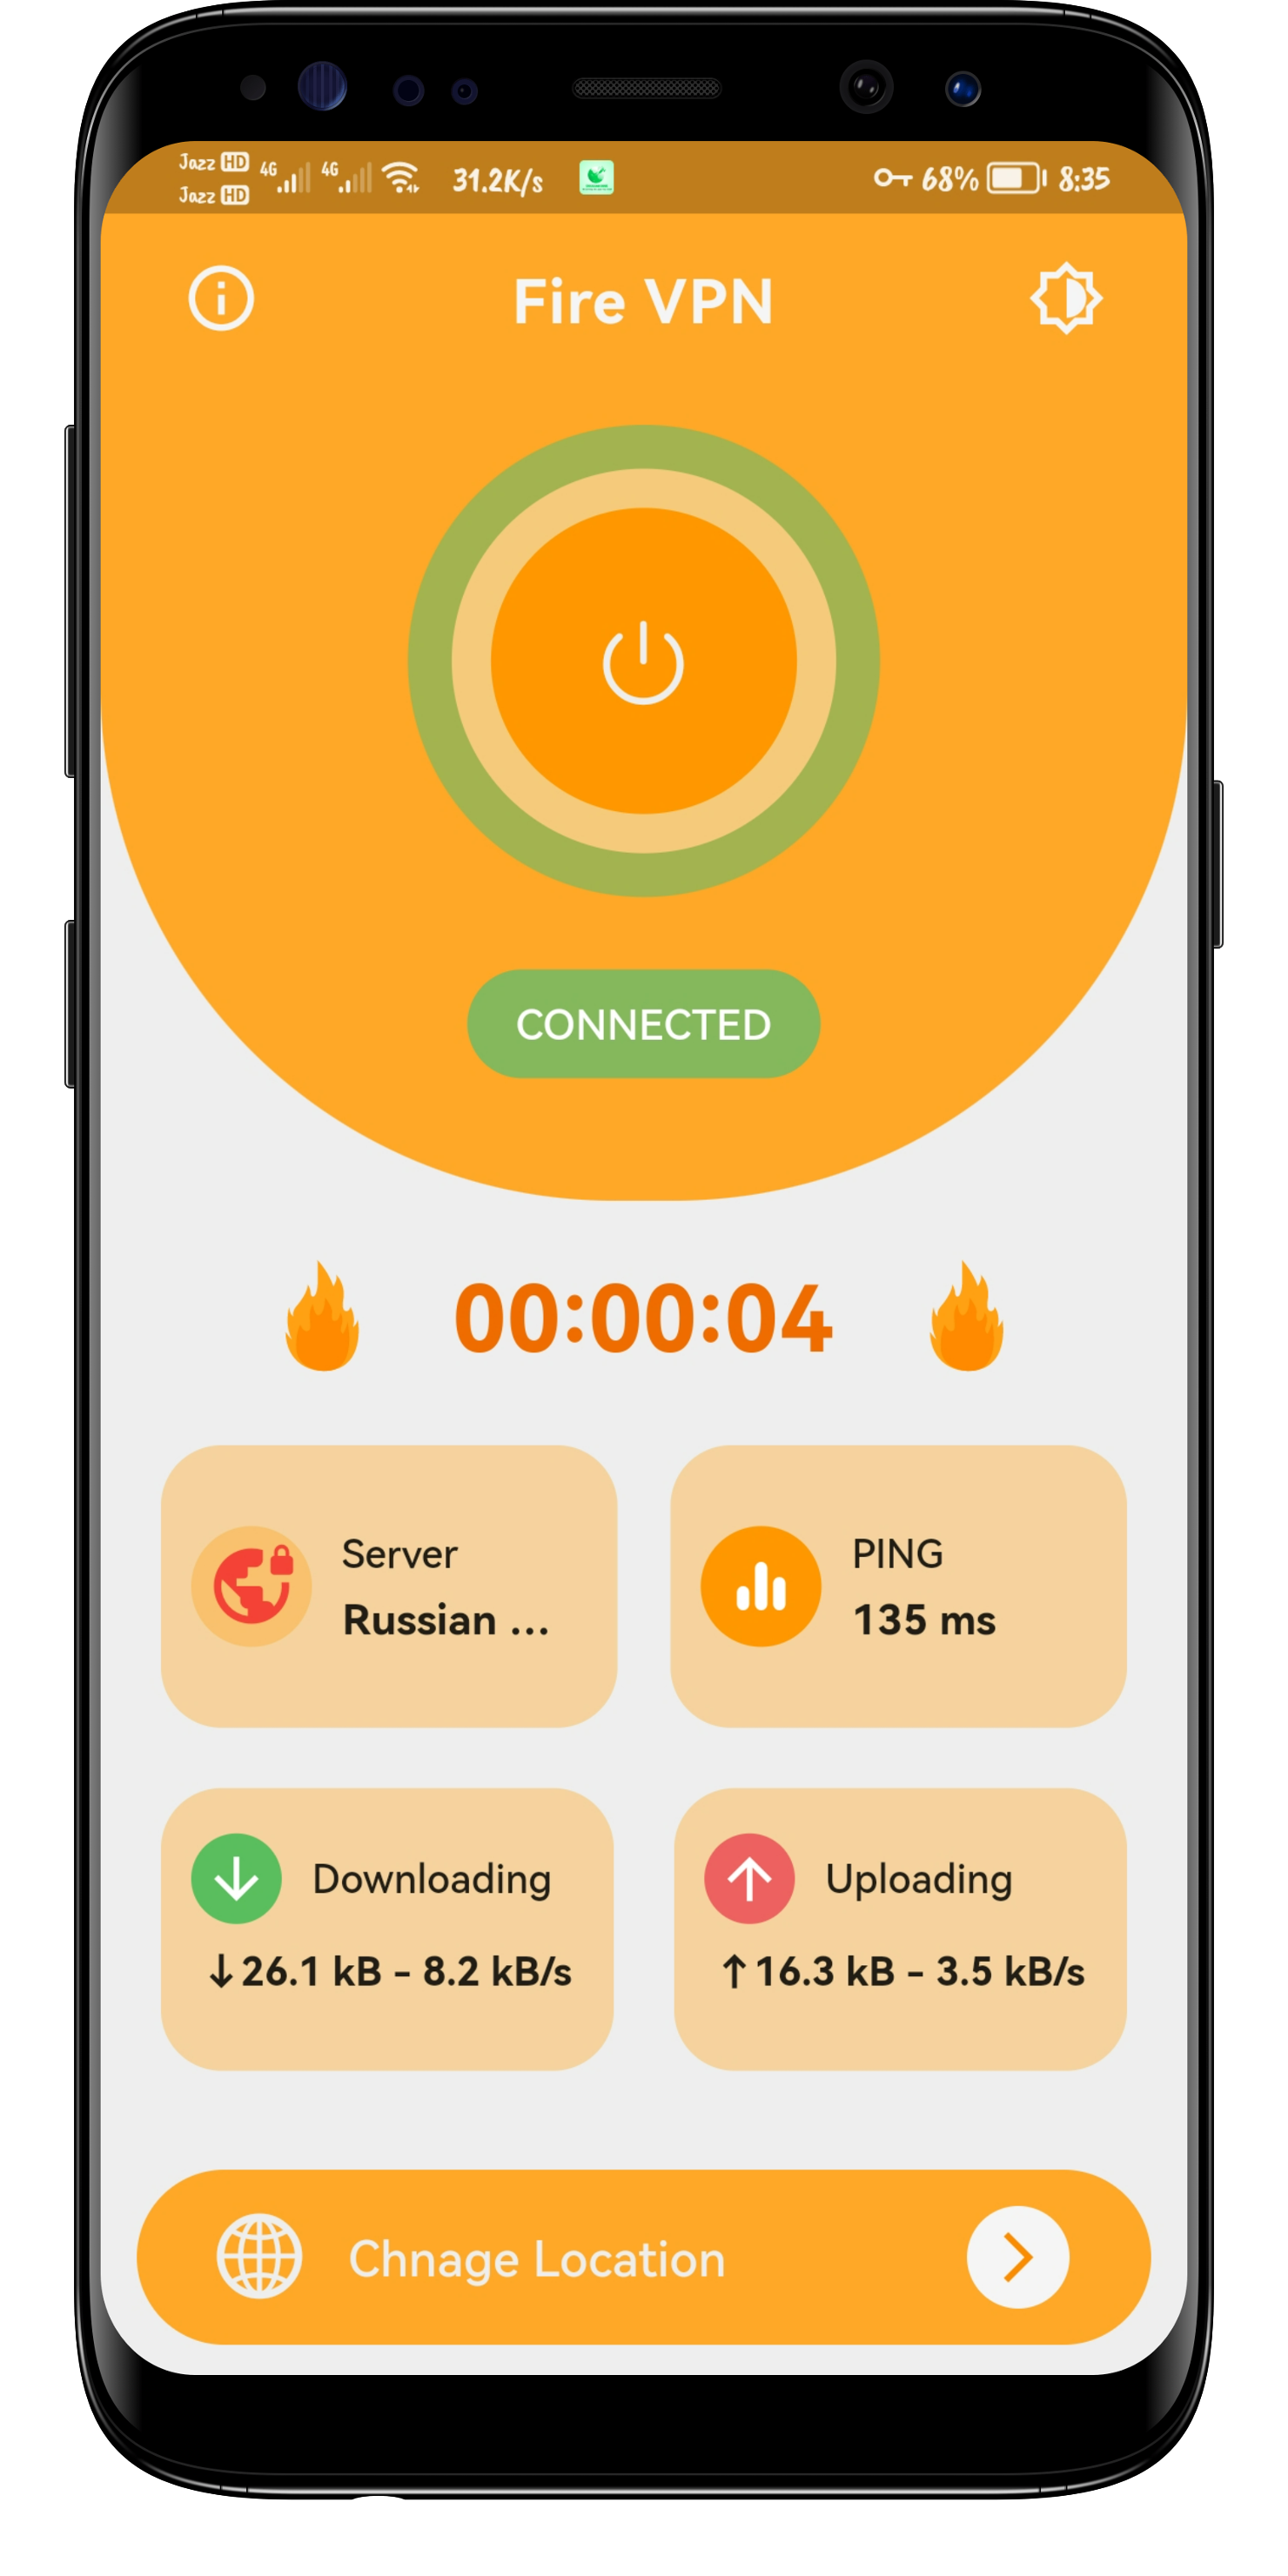 Jazz HD 4G 4G 31.2K/s 68% 8:35
Jazz HD
Fire VPN
CONNECTED
00:00:04
Server PING
Russian ... 135 ms
Downloading Uploading
↓26.1 kB - 8.2 kB/s ↑16.3 kB - 3.5 kB/s
Chnage Location